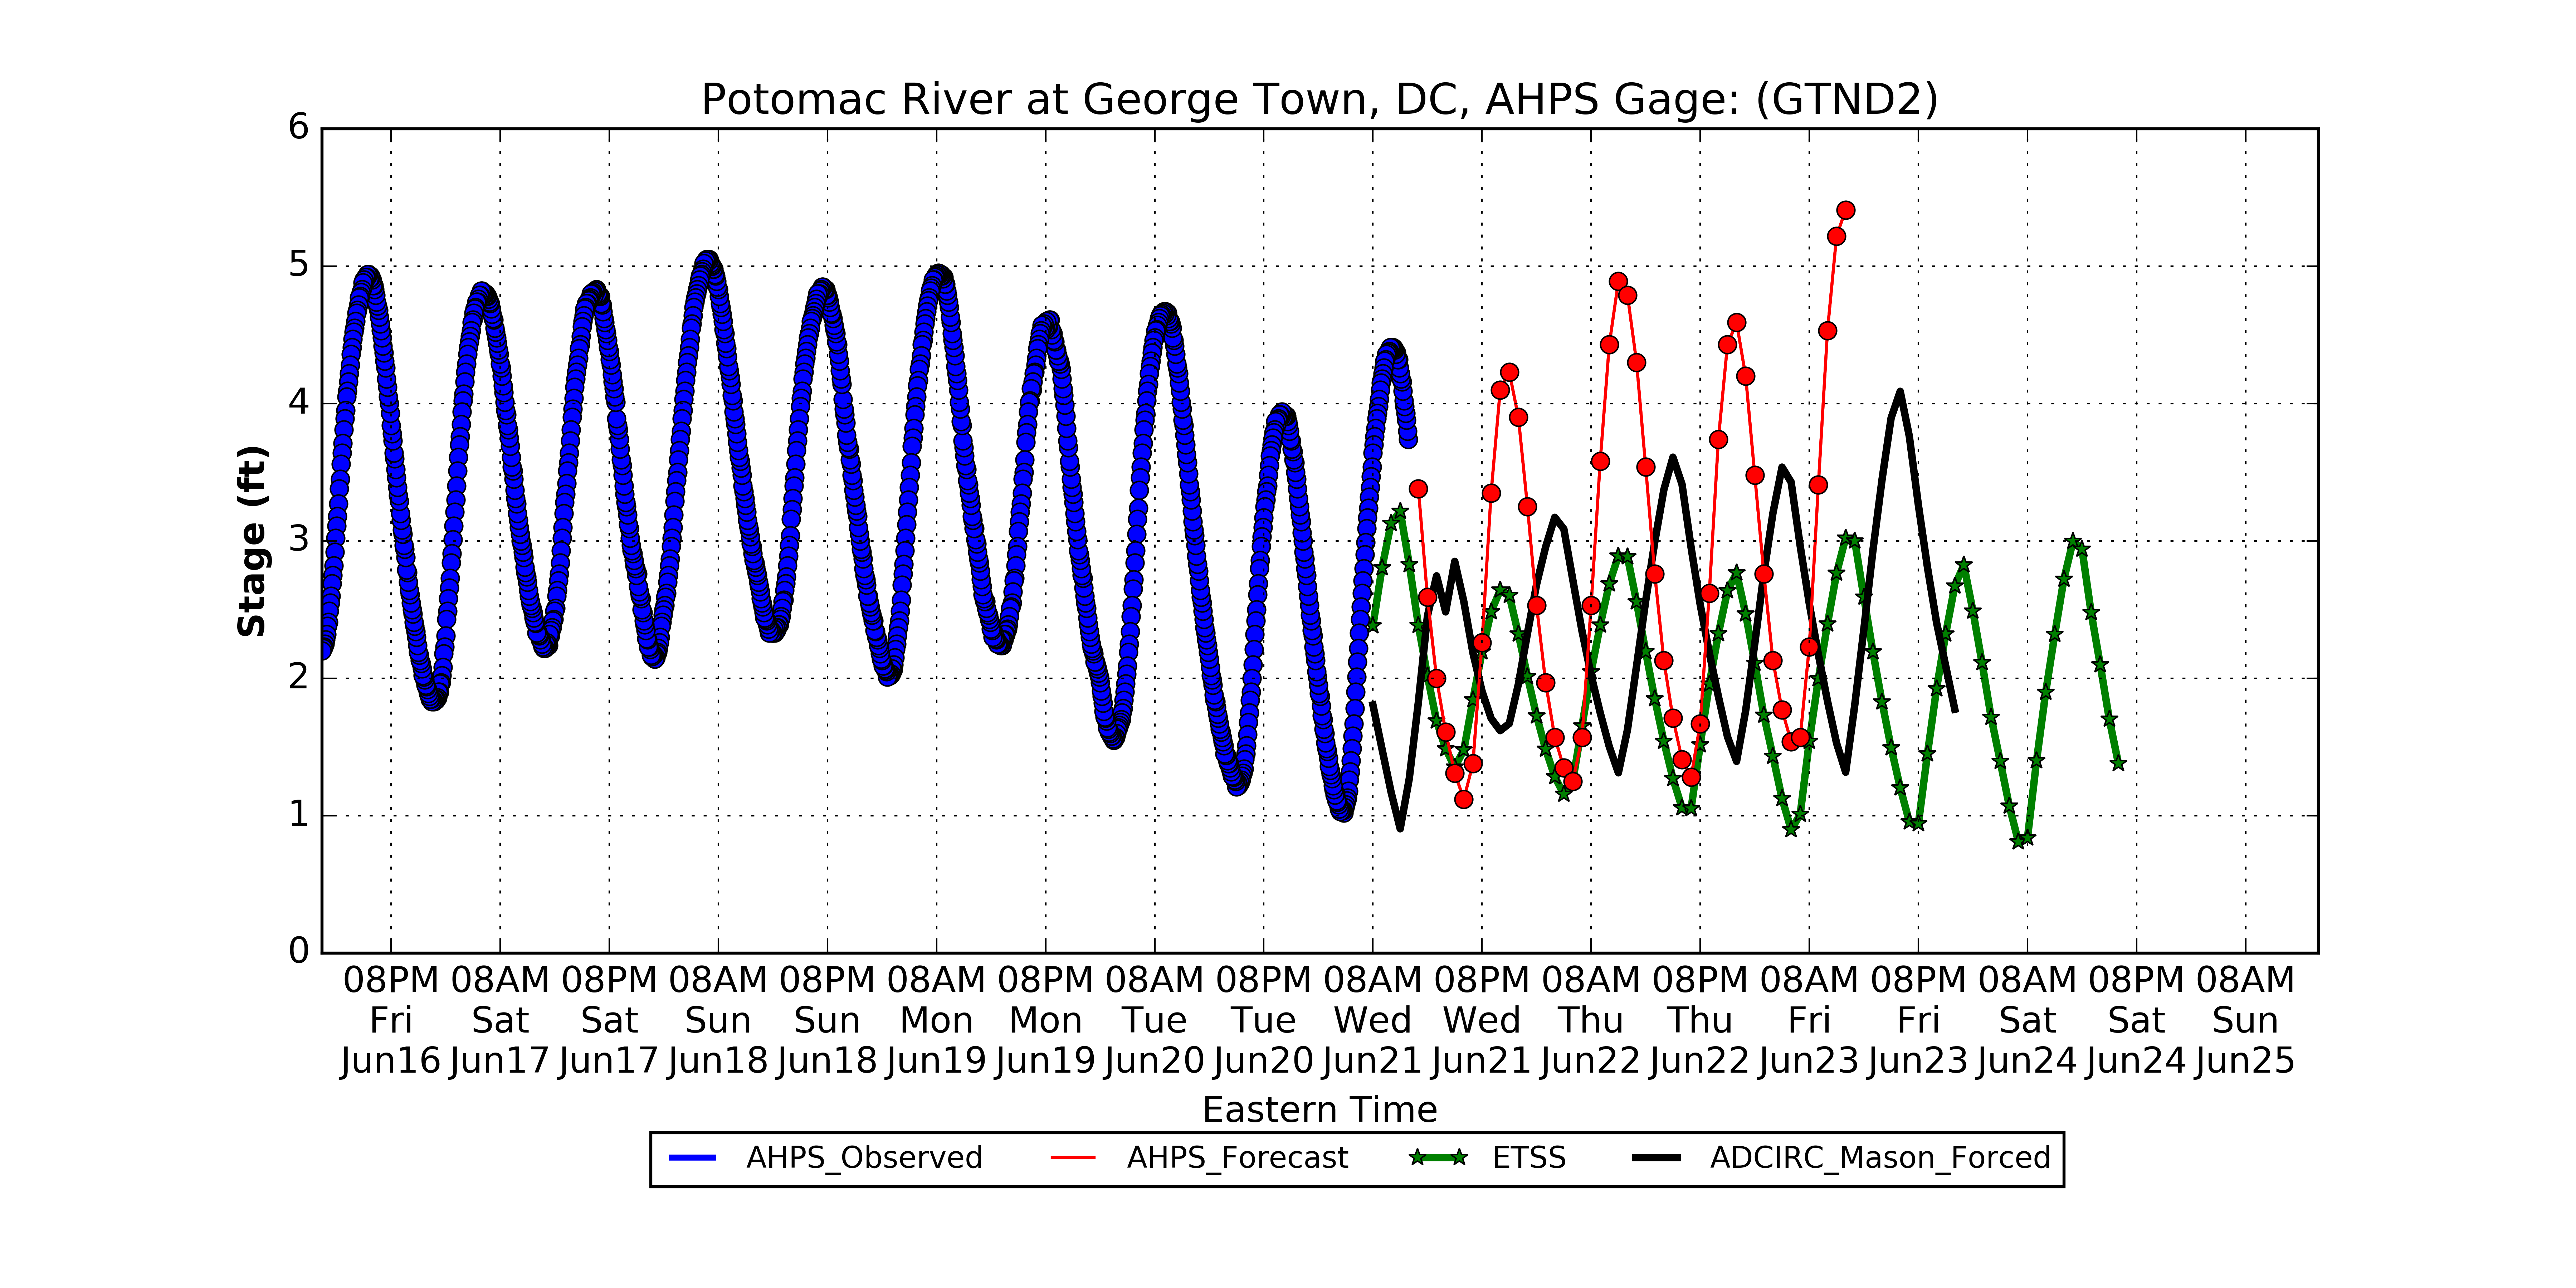 Potomac River at George Town, DC, AHPS Gage: (GTND2)
6
5
4
3
2
1
0
Stage (ft)
08PM 08AM 08PM 08AM 08PM 08AM 08PM 08AM 08PM 08AM 08PM 08AM 08PM 08AM 08PM 08AM 08PM 08AM
Fri Sat Sat Sun Sun Mon Mon Tue Tue Wed Wed Thu Thu Fri Fri Sat Sat Sun
Jun16 Jun17 Jun17 Jun18 Jun18 Jun19 Jun19 Jun20 Jun20 Jun21 Jun21 Jun22 Jun22 Jun23 Jun23 Jun24 Jun24 Jun25
Eastern Time
AHPS_Observed AHPS_Forecast ETSS ADCIRC_Mason_Forced